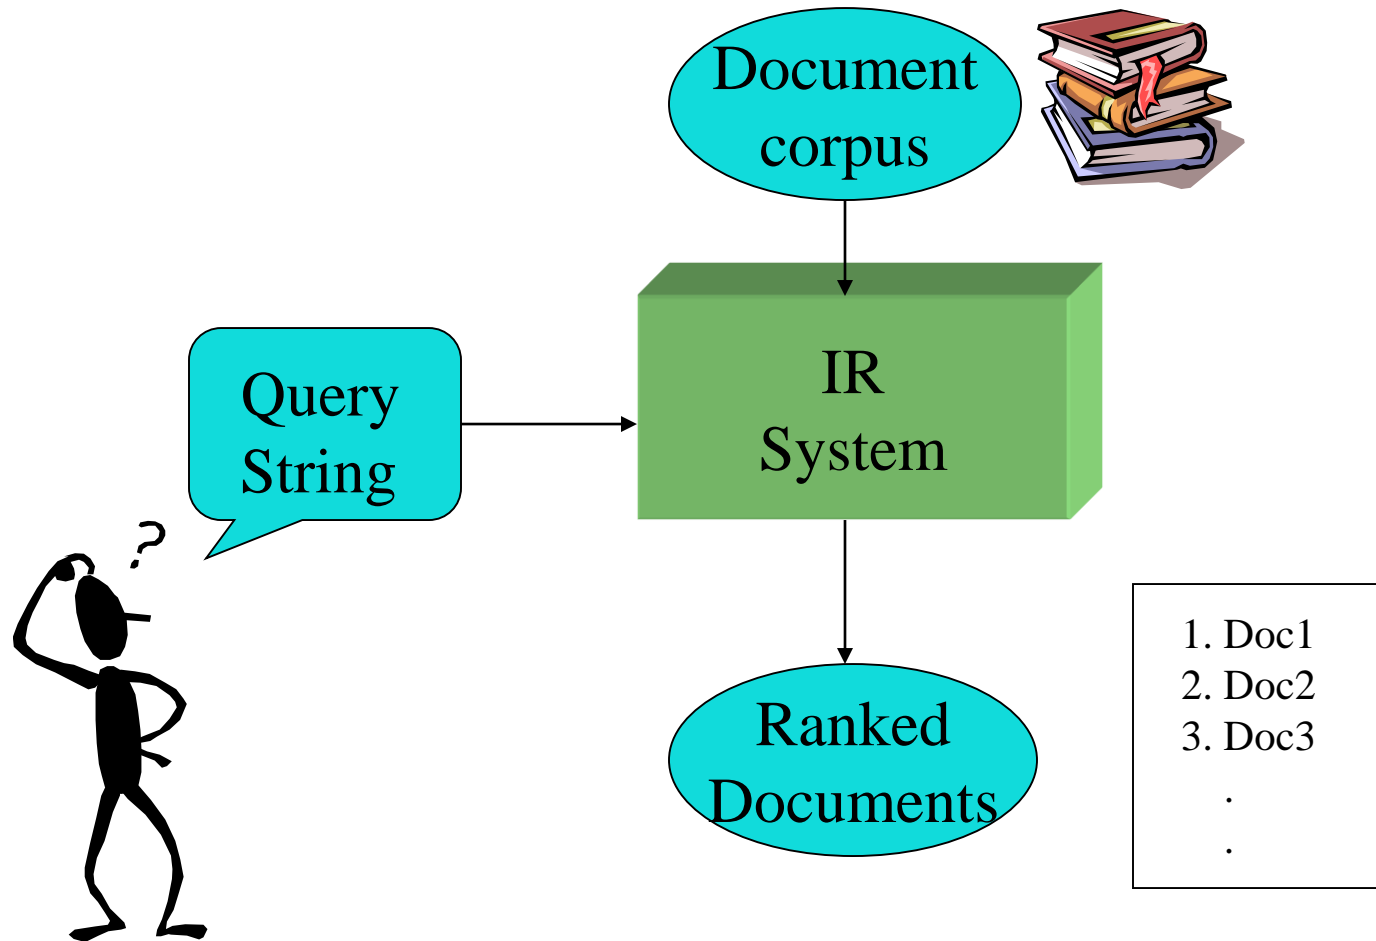 Document
corpus
IR
System
Query
String
?
Ranked
Documents
1. Doc1
2. Doc2
3. Doc3
.
.